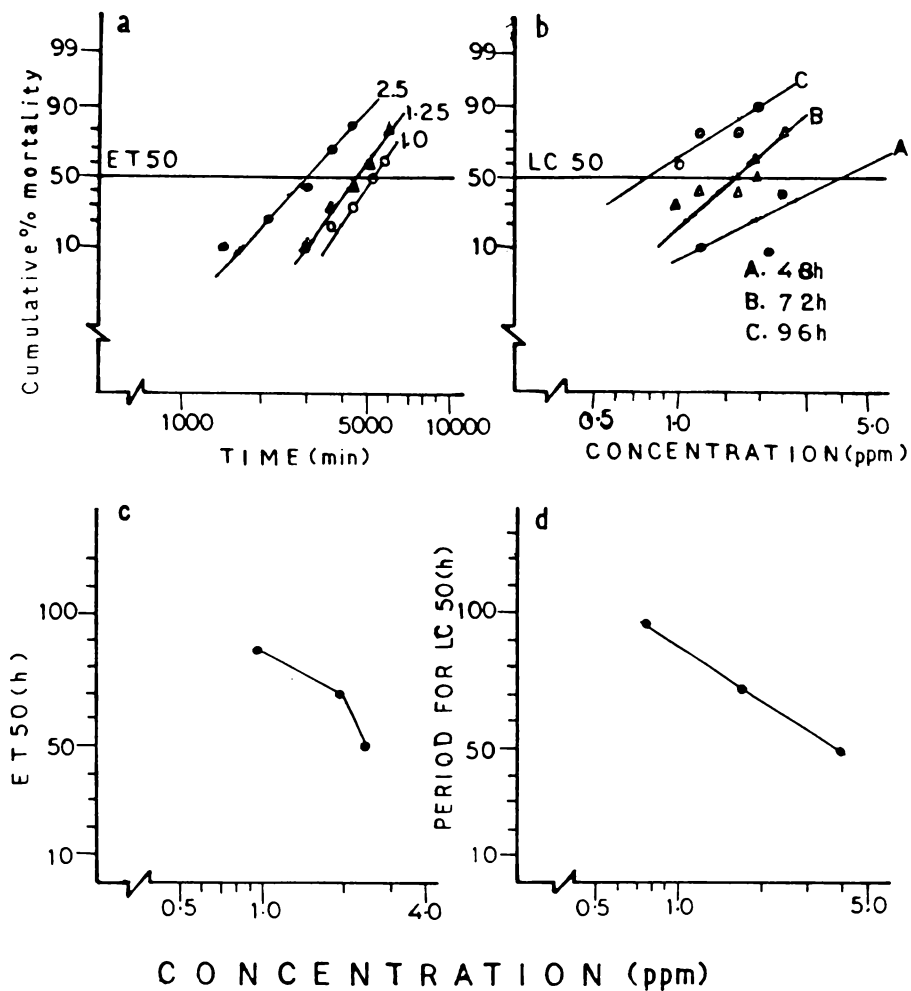 a
99
90
50
10
Cumulative % mortality
ET50
2.5
1.25
1.0
1000
5000
10000
TIME (min)
b
99
90
50
10
LC 50
C
B
A
A. 48h
B. 72h
C. 96h
0.5
1.0
5.0
CONCENTRATION (ppm)
c
100
50
10
ET50(h)
0.5
1.0
4.0
d
100
50
10
PERIOD FOR LC 50(h)
0.5
1.0
5.0
CONCENTRATION (ppm)